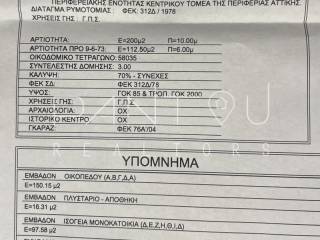 ΠΕΡΙΦΕΡΕΙΑΚΗΣ ΕΝΟΤΗΤΑΣ ΚΕΝΤΡΙΚΟΥ ΤΟΜΕΑ ΤΗΣ ΠΕΡΙΦΕΡΕΙΑΣ ΑΤΤΙΚΗΣ.
ΔΙΑΤΑΓΜΑ ΡΥΜΟΤΟΜΙΑΣ : ΦΕΚ : 312Δ / 1978
ΧΡΗΣΕΙΣ ΓΗΣ : Γ.Π.Σ.
ΑΡΤΙΟΤΗΤΑ: Ε=200μ2 Π=10.00μ
ΑΡΤΙΟΤΗΤΑ ΠΡΟ 9-6-73: Ε=112.50μ2 Π=6.00μ
ΟΙΚΟΔΟΜΙΚΟ ΤΕΤΡΑΓΩΝΟ: 58035
ΣΥΝΤΕΛΕΣΤΗΣ ΔΟΜΗΣΗΣ: 3.00
ΚΑΛΥΨΗ: 70% - ΣΥΝΕΧΕΣ
ΦΕΚ ΣΔ: ΦΕΚ 312Δ/78
ΥΨΟΣ: ΓΟΚ 85 & ΤΡΟΠ. ΓΟΚ 2000
ΧΡΗΣΕΙΣ ΓΗΣ: Γ.Π.Σ
ΑΡΧΑΙΟΛΟΓΙΑ: ΟΧ
ΙΣΤΟΡΙΚΟ ΚΕΝΤΡΟ: ΟΧ
ΓΚΑΡΑΖ: ΦΕΚ 76Α'/04
REALTORS
ΥΠΟΜΝΗΜΑ
ΕΜΒΑΔΟΝ ΟΙΚΟΠΕΔΟΥ (Α,Β,Γ,Δ,Α)
Ε=150.15 μ2
ΕΜΒΑΔΟΝ ΠΛΥΣΤΑΡΙΟ - ΑΠΟΘΗΚΗ
Ε=16.31 μ2
ΕΜΒΑΔΟΝ ΙΣΟΓΕΙΑ ΜΟΝΟΚΑΤΟΙΚΙΑ (Δ,Ε,Ζ,Η,Θ,Ι,Δ)
Ε=97.58 μ2